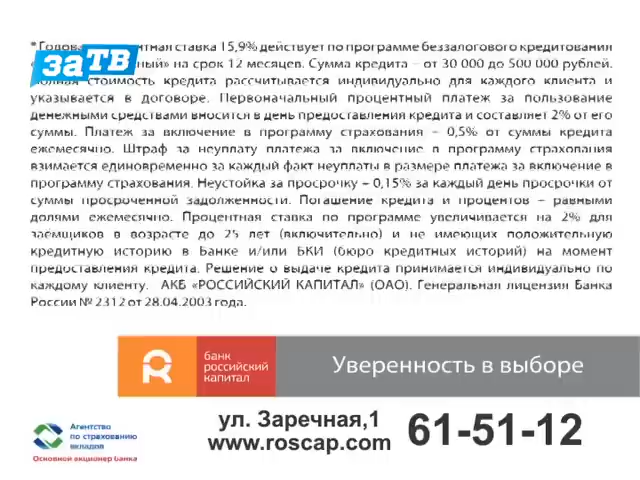 за ТВ
* Годовая процентная ставка 15,9% действует по программе беззалогового кредитования
на срок 12 месяцев. Сумма кредита – от 30 000 до 500 000 рублей.
Полная стоимость кредита рассчитывается индивидуально для каждого клиента и
указывается в договоре. Первоначальный процентный платеж за пользование
денежными средствами вносится в день предоставления кредита и составляет 2% от его
суммы. Платеж за включение в программу страхования – 0,5% от суммы кредита
ежемесячно. Штраф за неуплату платежа за включение в программу страхования
взимается единовременно за каждый факт неуплаты в размере платежа за включение в
программу страхования. Неустойка за просрочку – 0,15% за каждый день просрочки от
суммы просроченной задолженности. Погашение кредита и процентов – равными
долями ежемесячно. Процентная ставка по программе увеличивается на 2% для
заёмщиков в возрасте до 25 лет (включительно) и не имеющих положительную
кредитную историю в Банке и/или БКИ (бюро кредитных историй) на момент
предоставления кредита. Решение о выдаче кредита принимается индивидуально по
каждому клиенту. АКБ «РОССИЙСКИЙ КАПИТАЛ» (ОАО). Генеральная лицензия Банка
России № 2312 от 28.04.2003 года.
банк
российский
капитал
Уверенность в выборе
Агентство
по страхованию
вкладов
Основной акционер банка
ул. Заречная,1
www.roscap.com
61-51-12